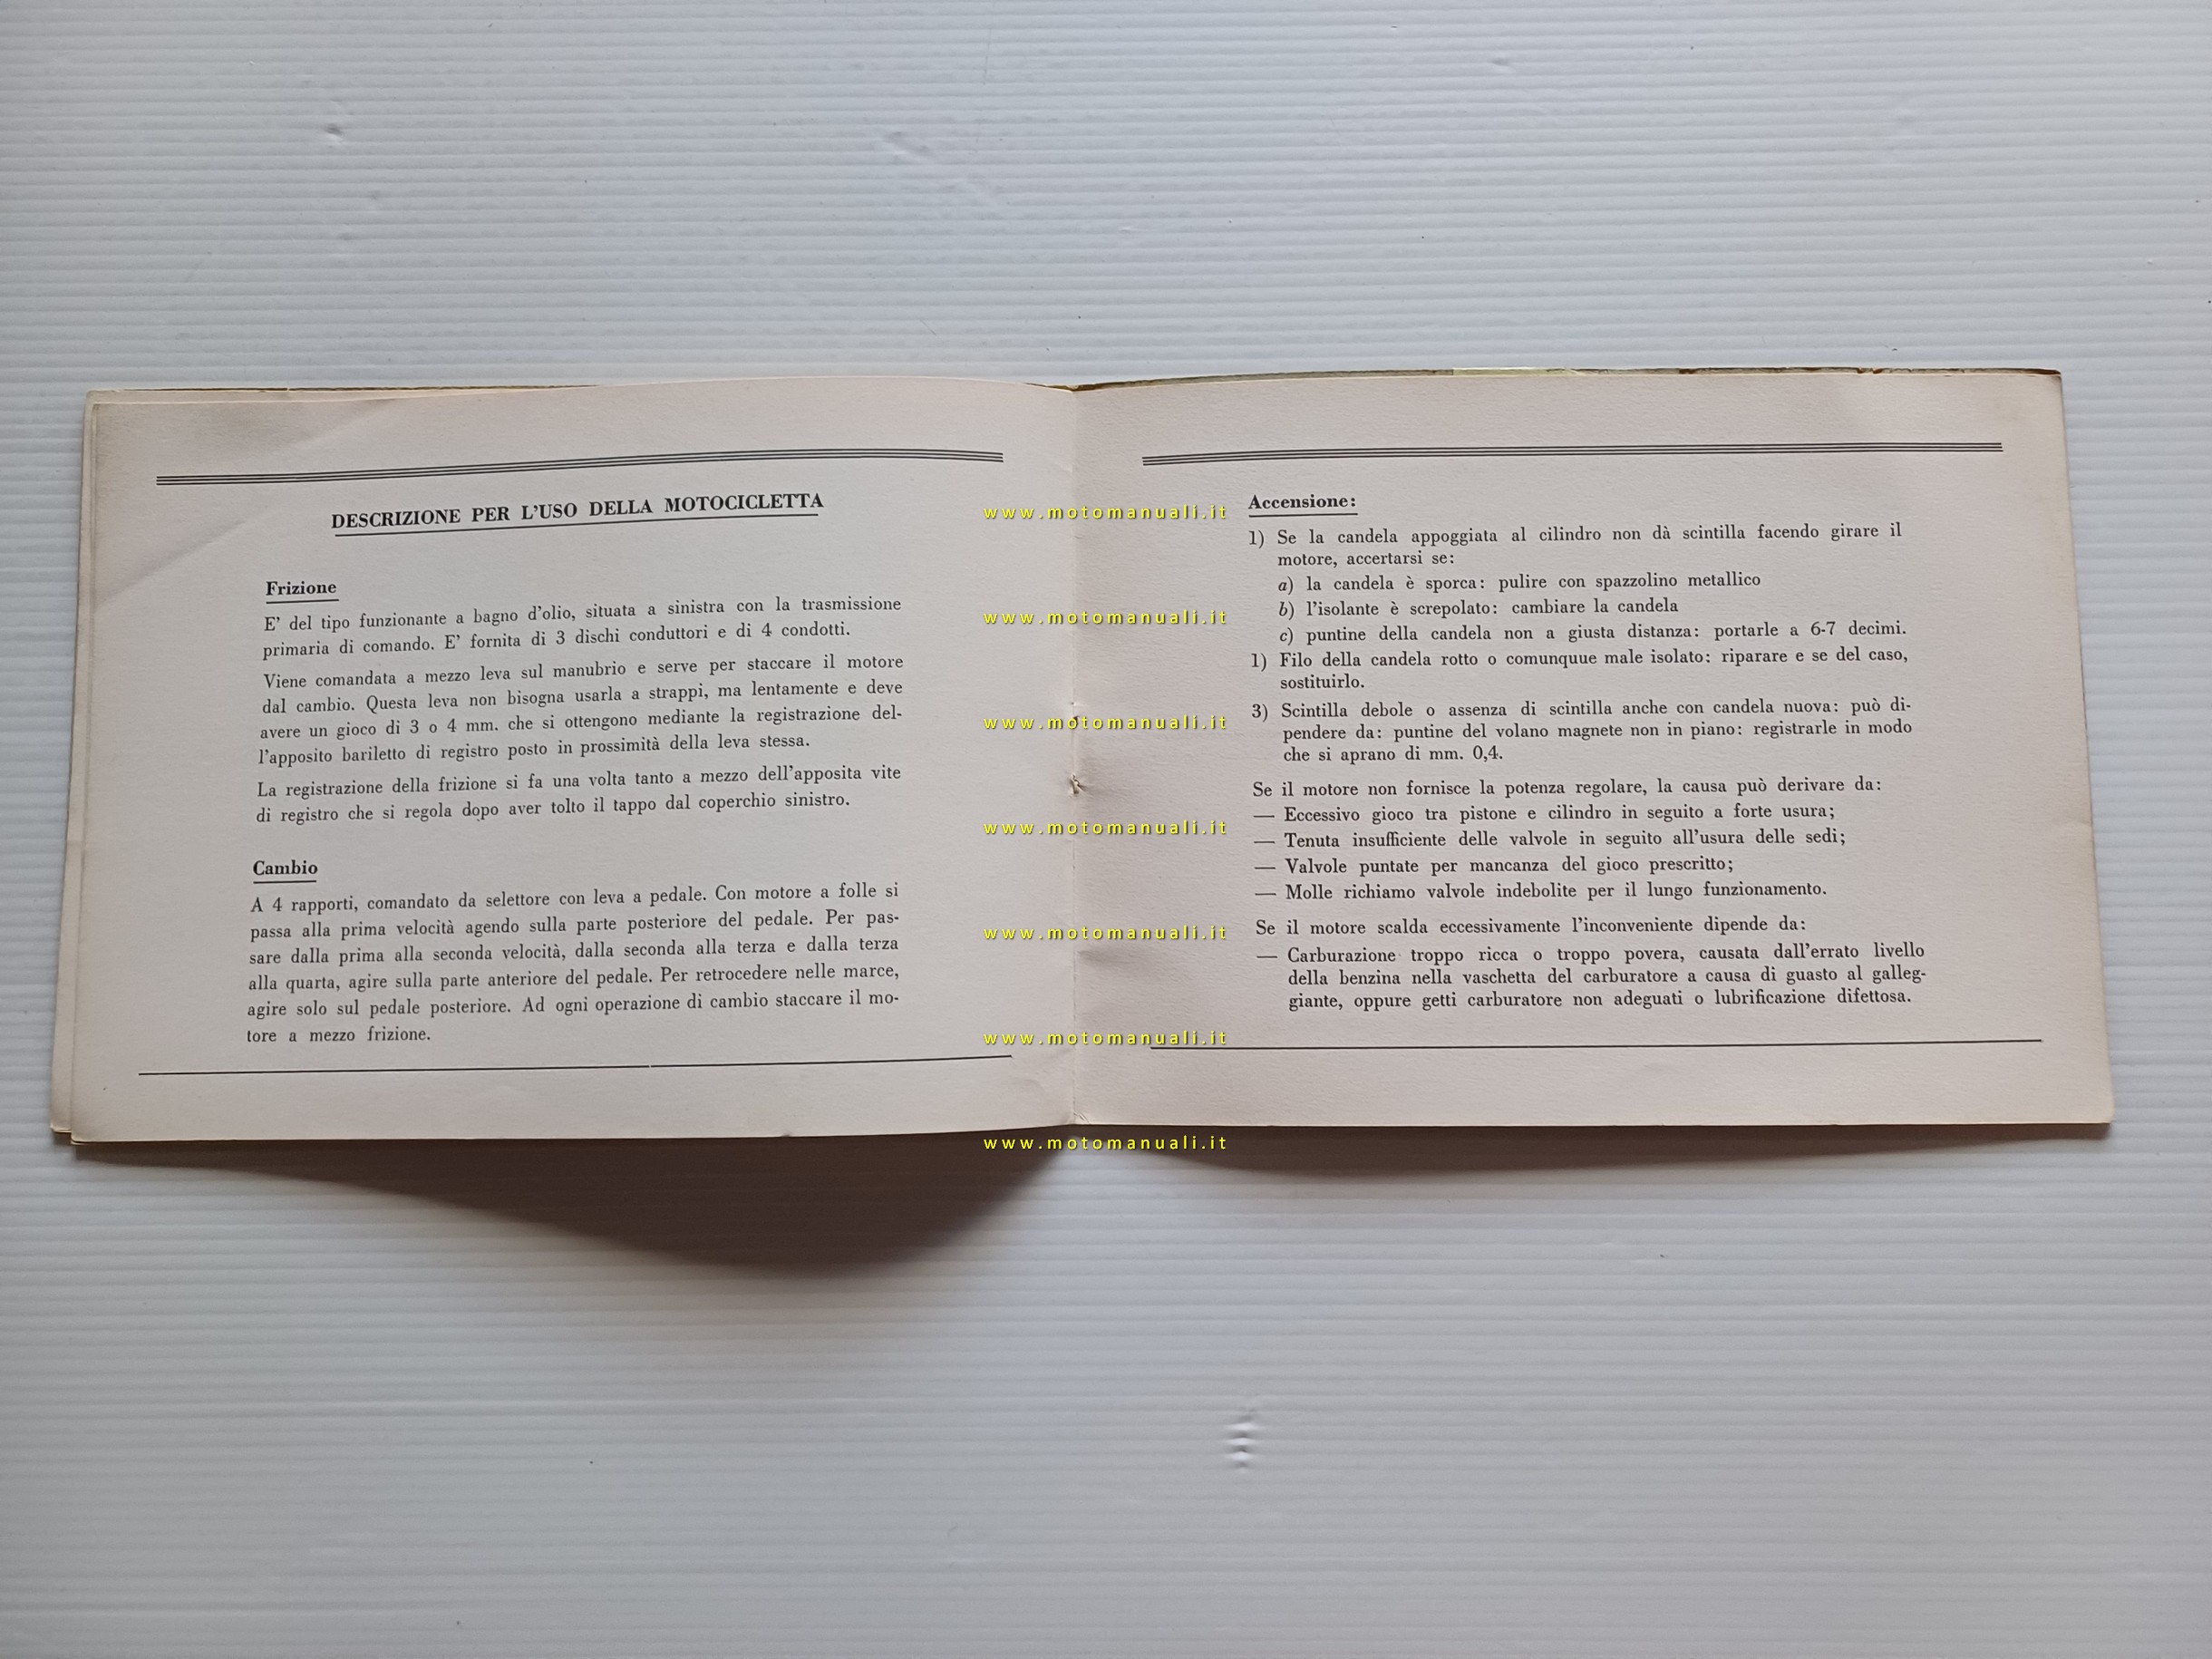 DESCRIZIONE PER L'USO DELLA MOTOCICLETTA
Frizione
E' del tipo funzionante a bagno d'olio, situata a sinistra con la trasmissione
primaria di comando. E' fornita di 3 dischi conduttori e di 4 condotti.
Viene comandata a mezzo leva sul manubrio e serve per staccare il motore
dal cambio. Questa leva non bisogna usarla a strappi, ma lentamente e deve
avere un gioco di 3 o 4 mm. che si ottengono mediante la registrazione del-
l'apposito bariletto di registro posto in prossimità della leva stessa.
La registrazione della frizione si fa una volta tanto a mezzo dell'apposita vite
di registro che si regola dopo aver tolto il tappo dal coperchio sinistro.
Cambio
A 4 rapporti, comandato da selettore con leva a pedale. Con motore a folle si
passa alla prima velocità agendo sulla parte posteriore del pedale. Per pas-
sare dalla prima alla seconda velocità, dalla seconda alla terza e dalla terza
alla quarta, agire sulla parte anteriore del pedale. Per retrocedere nelle marce,
agire solo sul pedale posteriore. Ad ogni operazione di cambio staccare il mo-
tore a mezzo frizione.
www.motomanuali.it
www.motomanuali.it
www.motomanuali.it
www.motomanuali.it
www.motomanuali.it
www.motomanuali.it
www.motomanuali.it
Accensione:
1) Se la candela appoggiata al cilindro non dà scintilla facendo girare il
motore, accertarsi se:
a) la candela è sporca: pulire con spazzolino metallico
b) l'isolante è screpolato: cambiare la candela
c) puntine della candela non a giusta distanza: portarle a 6-7 decimi.
1) Filo della candela rotto o comunquue male isolato: riparare e se del caso,
sostituirlo.
3) Scintilla debole o assenza di scintilla anche con candela nuova: può di-
pendere da: puntine del volano magnete non in piano: registrarle in modo
che si aprano di mm. 0,4.
Se il motore non fornisce la potenza regolare, la causa può derivare da:
— Eccessivo gioco tra pistone e cilindro in seguito a forte usura;
— Tenuta insufficiente delle valvole in seguito all'usura delle sedi;
— Valvole puntate per mancanza del gioco prescritto;
— Molle richiamo valvole indebolite per il lungo funzionamento.
Se il motore scalda eccessivamente l'inconveniente dipende da:
— Carburazione troppo ricca o troppo povera, causata dall'errato livello
della benzina nella vaschetta del carburatore a causa di guasto al galleg-
giante, oppure getti carburatore non adeguati o lubrificazione difettosa.